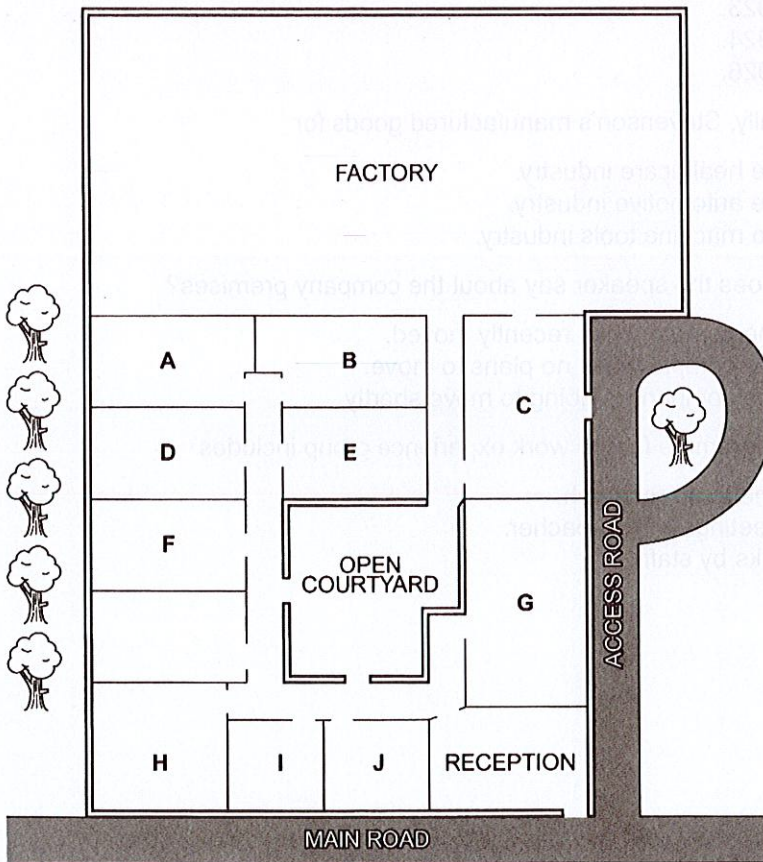 FACTORY
A
B
C
D
E
F
OPEN
COURTYARD
G
ACCESS ROAD
H
I
J
RECEPTION
MAIN ROAD